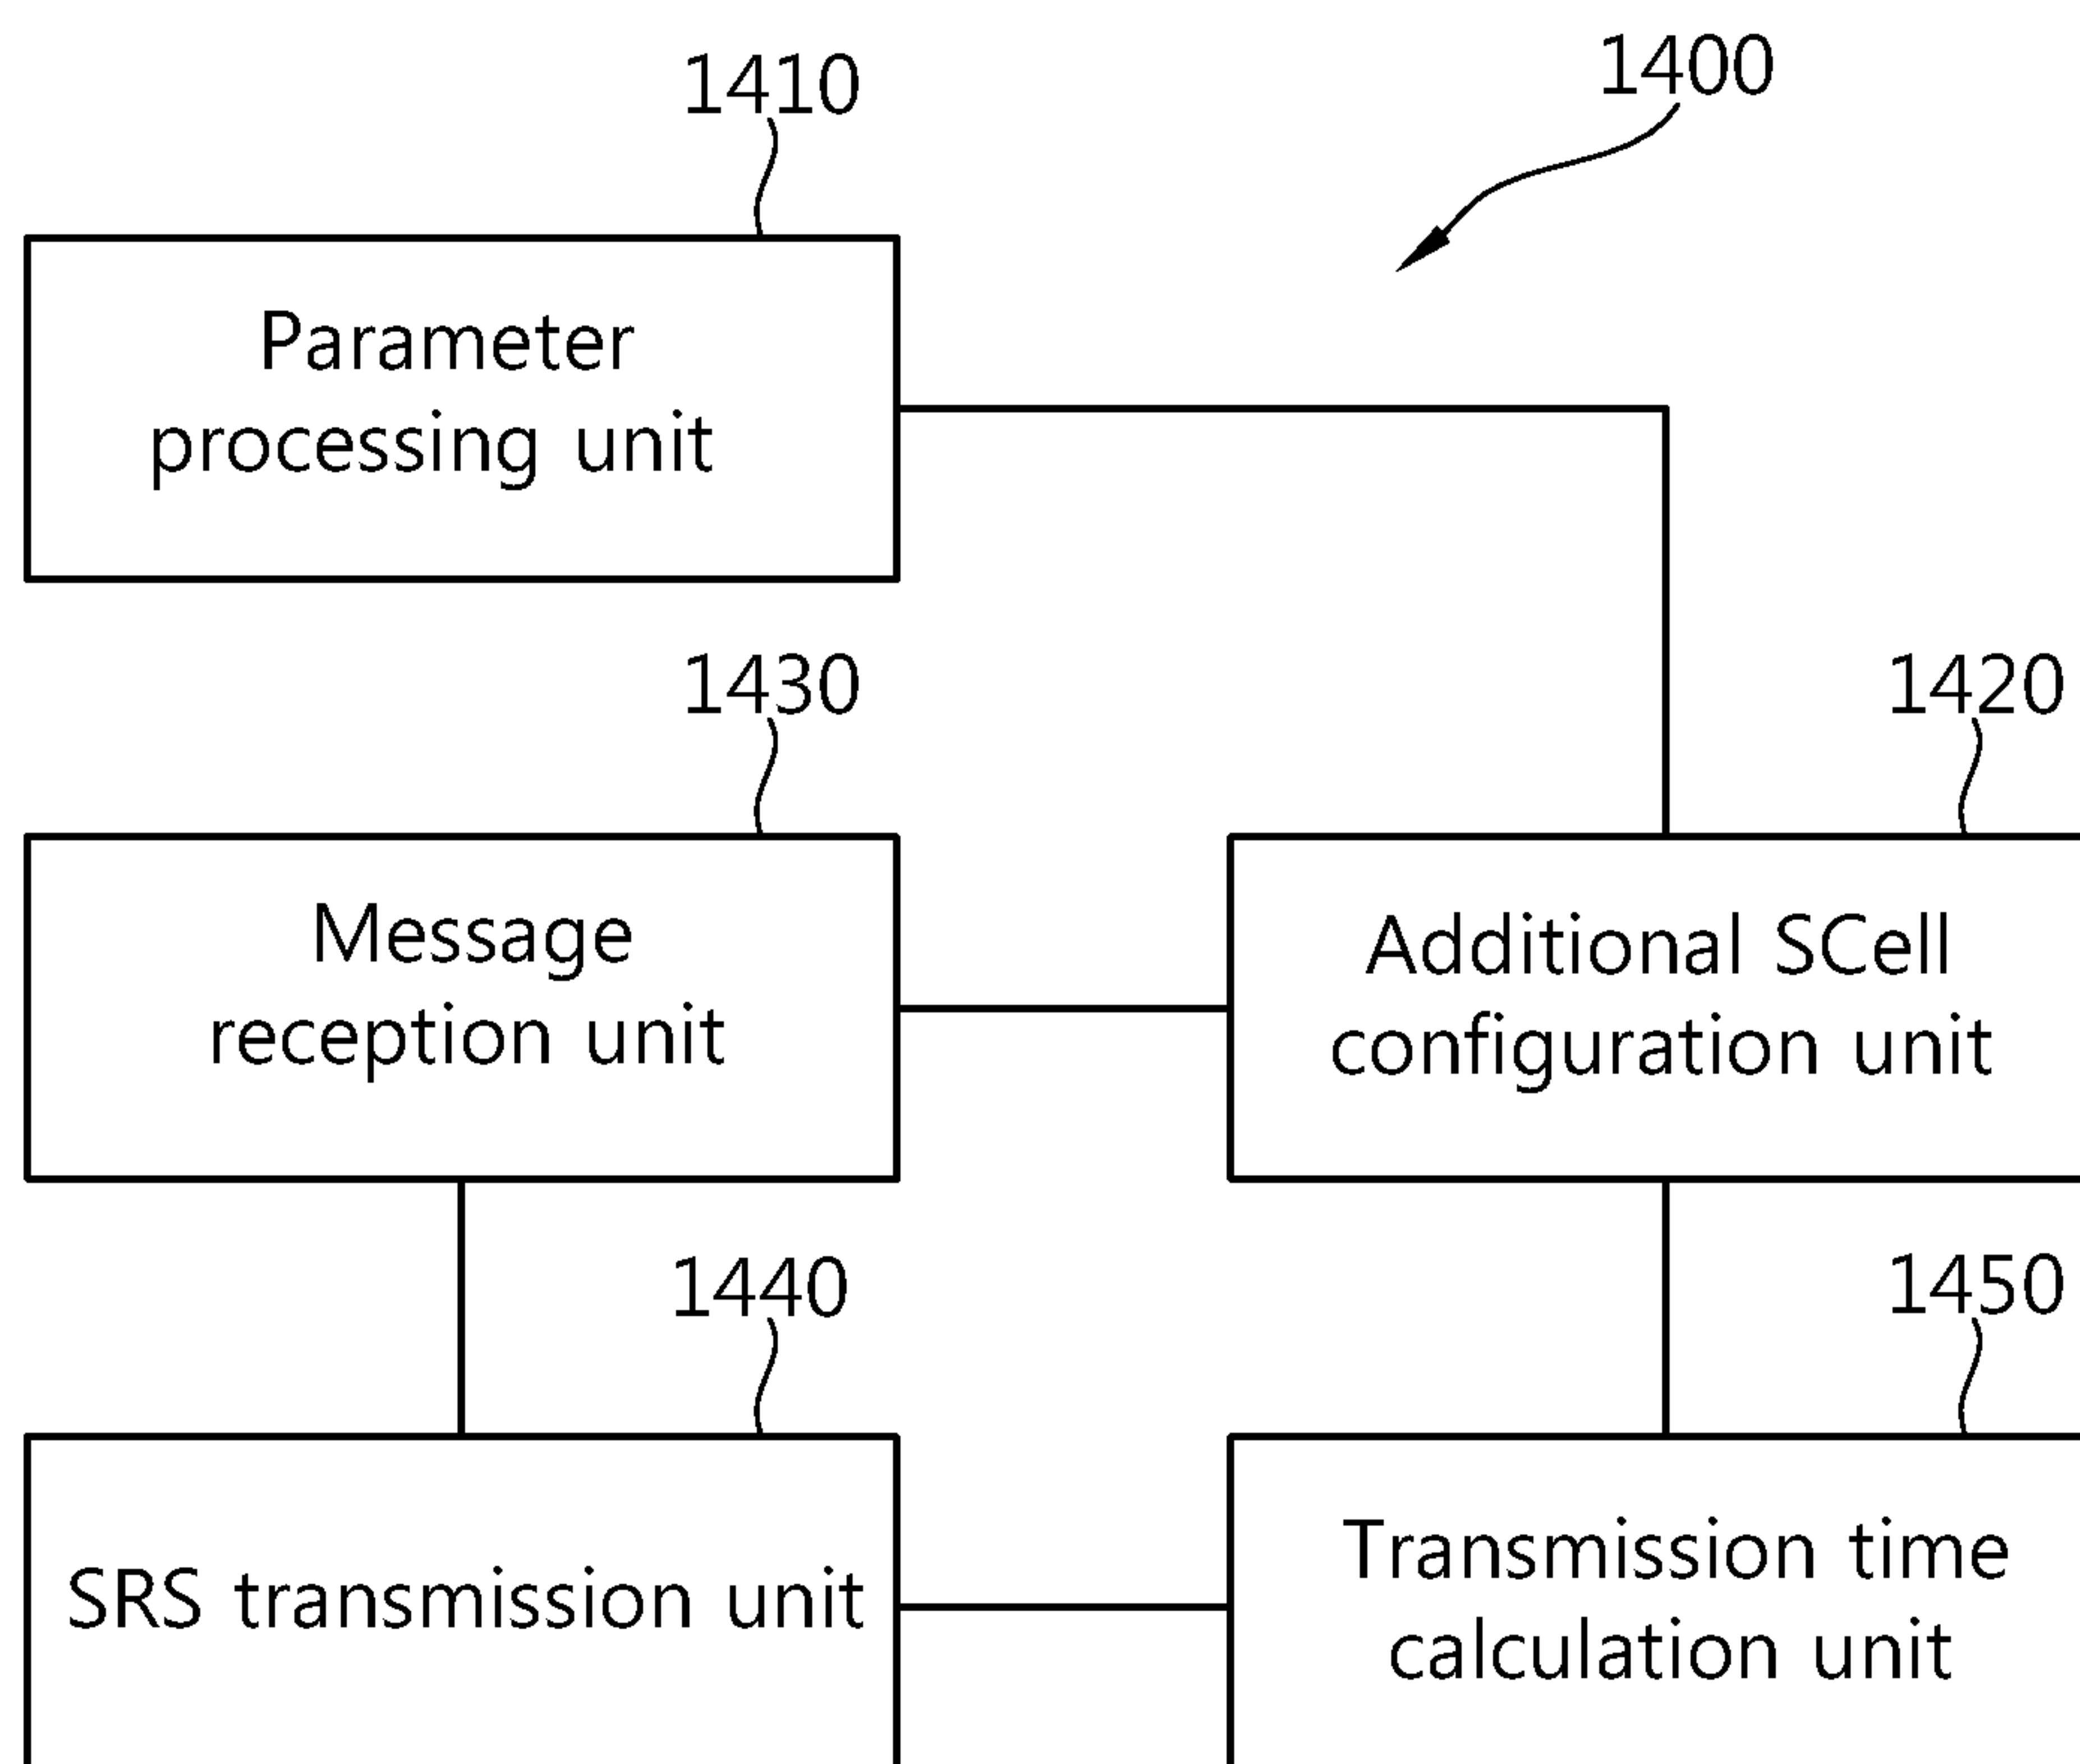 1400
1410
Parameter
processing unit
1430
1420
Message
reception unit
Additional SCell
configuration unit
1440
1450
SRS transmission unit
Transmission time
calculation unit